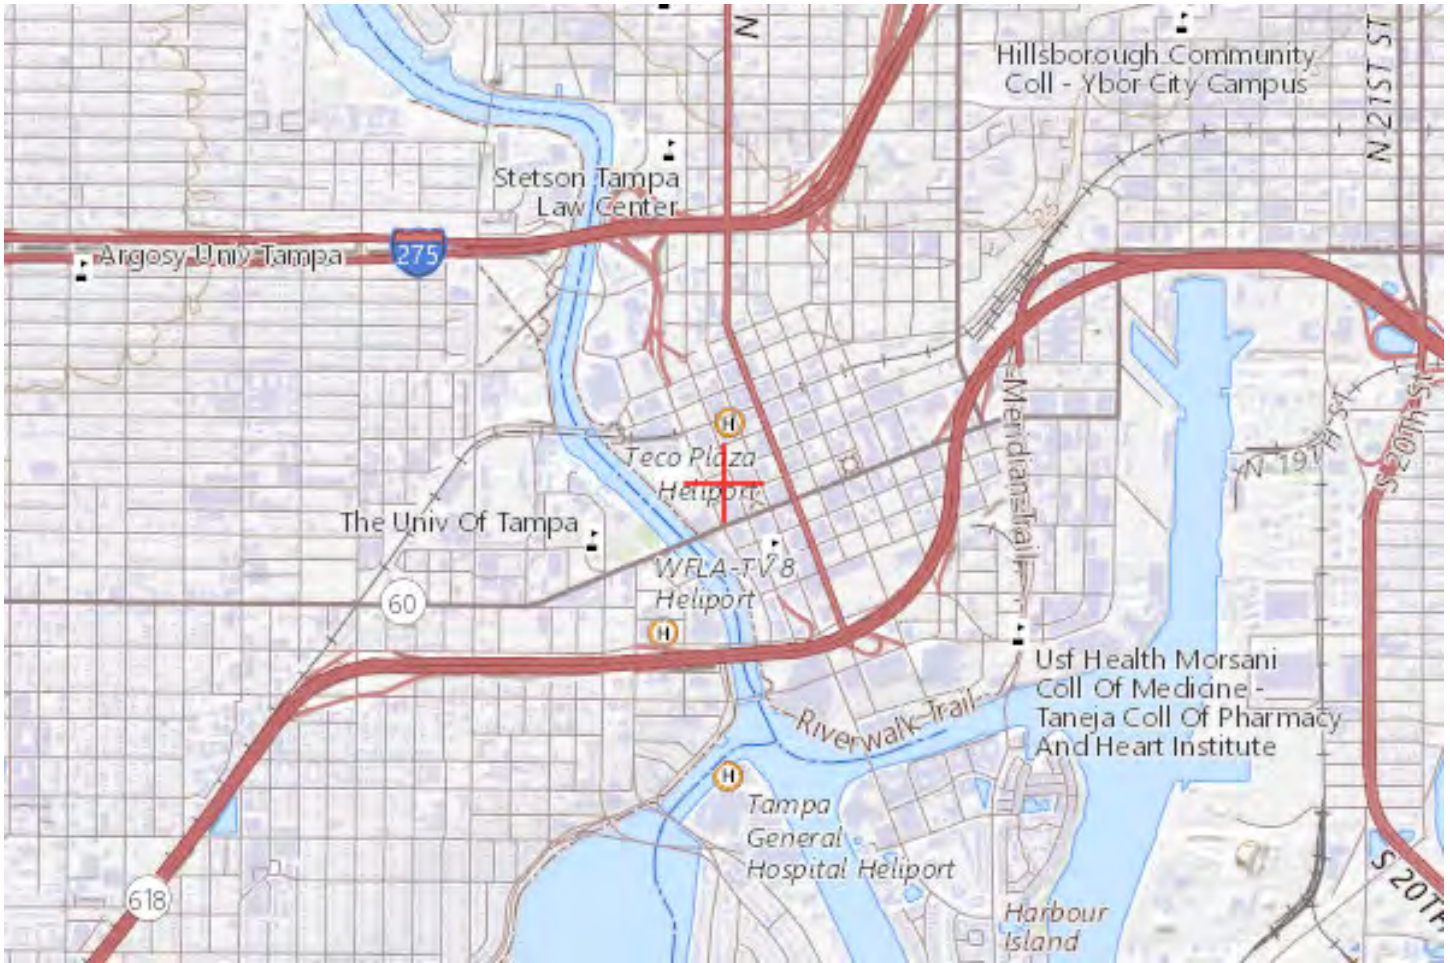 N
Hillsborough Community
Coll - Ybor City Campus
N 21ST ST
Stetson Tampa
Law Center
25
Argosy Univ Tampa
275
H
Teco Plaza
Heliport
Meridian Trail
N 19TH ST
S 20Th St
The Univ Of Tampa
WFLA-TV 8
Heliport
60
H
Usf Health Morsani
Coll Of Medicine -
Taneja Coll Of Pharmacy
And Heart Institute
Riverwalk Trail
H
Tampa
General
Hospital Heliport
618
Harbour
Island
S 20TH